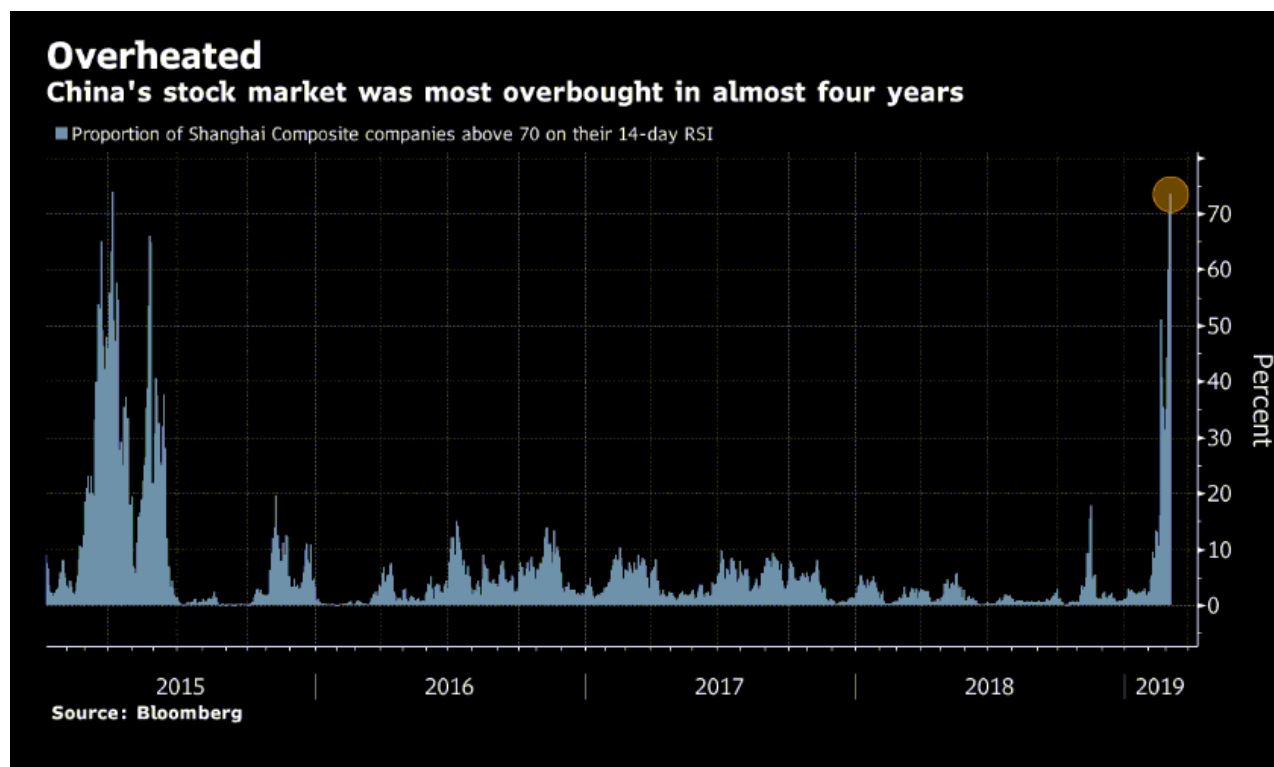 Overheated
China's stock market was most overbought in almost four years
Proportion of Shanghai Composite companies above 70 on their 14-day RSI
70
60
50
40
30
20
10
0
Percent
2015 2016 2017 2018 2019
Source: Bloomberg